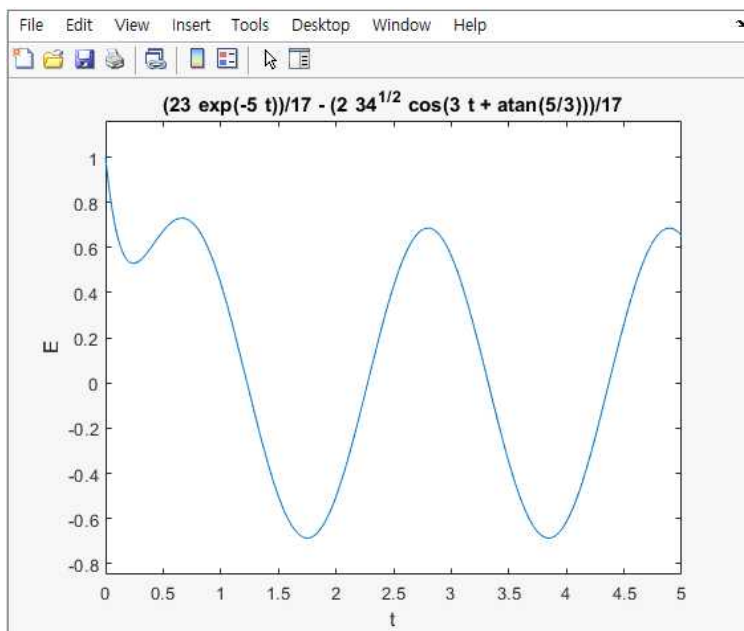 File Edit View Insert Tools Desktop Window Help
(23 exp(-5 t))/17 - (2 34^1/2 cos(3 t + atan(5/3)))/17
1
0.8
0.6
0.4
0.2
0
-0.2
-0.4
-0.6
-0.8
E
0 0.5 1 1.5 2 2.5 3 3.5 4 4.5 5
t